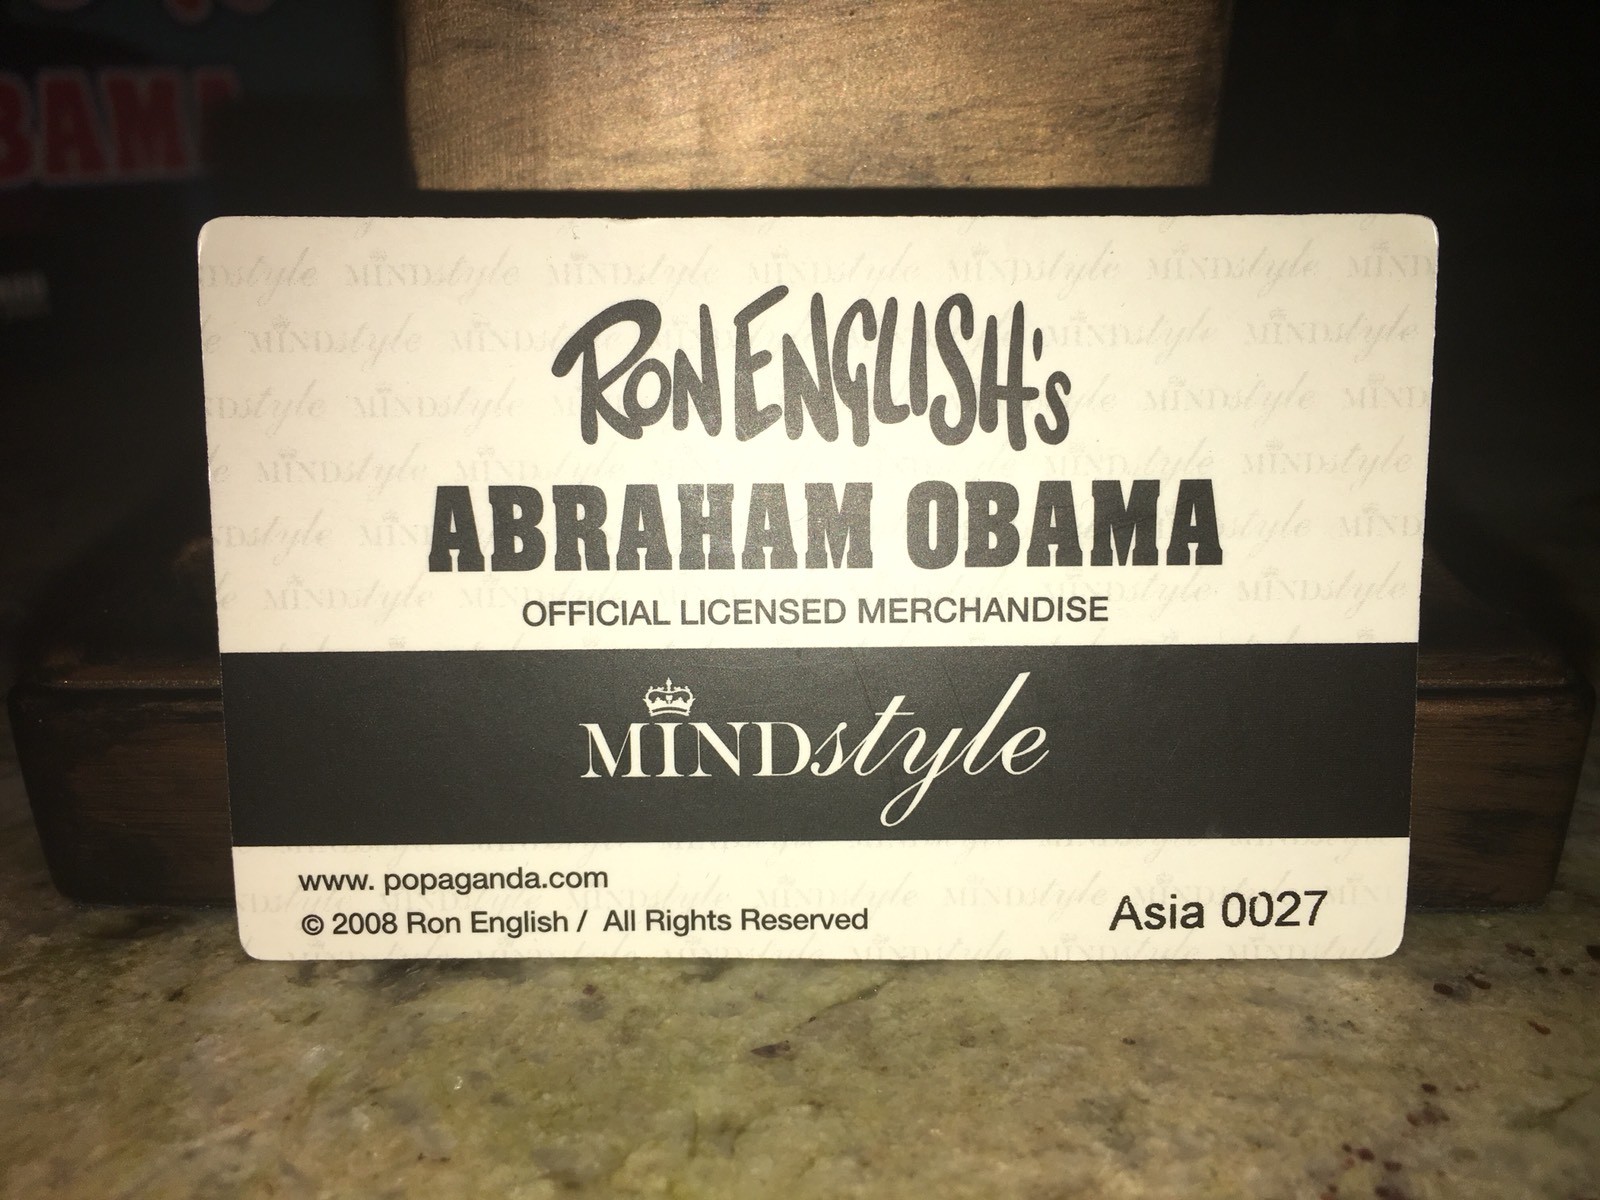 RON ENGLISH's
ABRAHAM OBAMA
OFFICIAL LICENSED MERCHANDISE
MINDstyle
www. popaganda.com
© 2008 Ron English / All Rights Reserved
Asia 0027